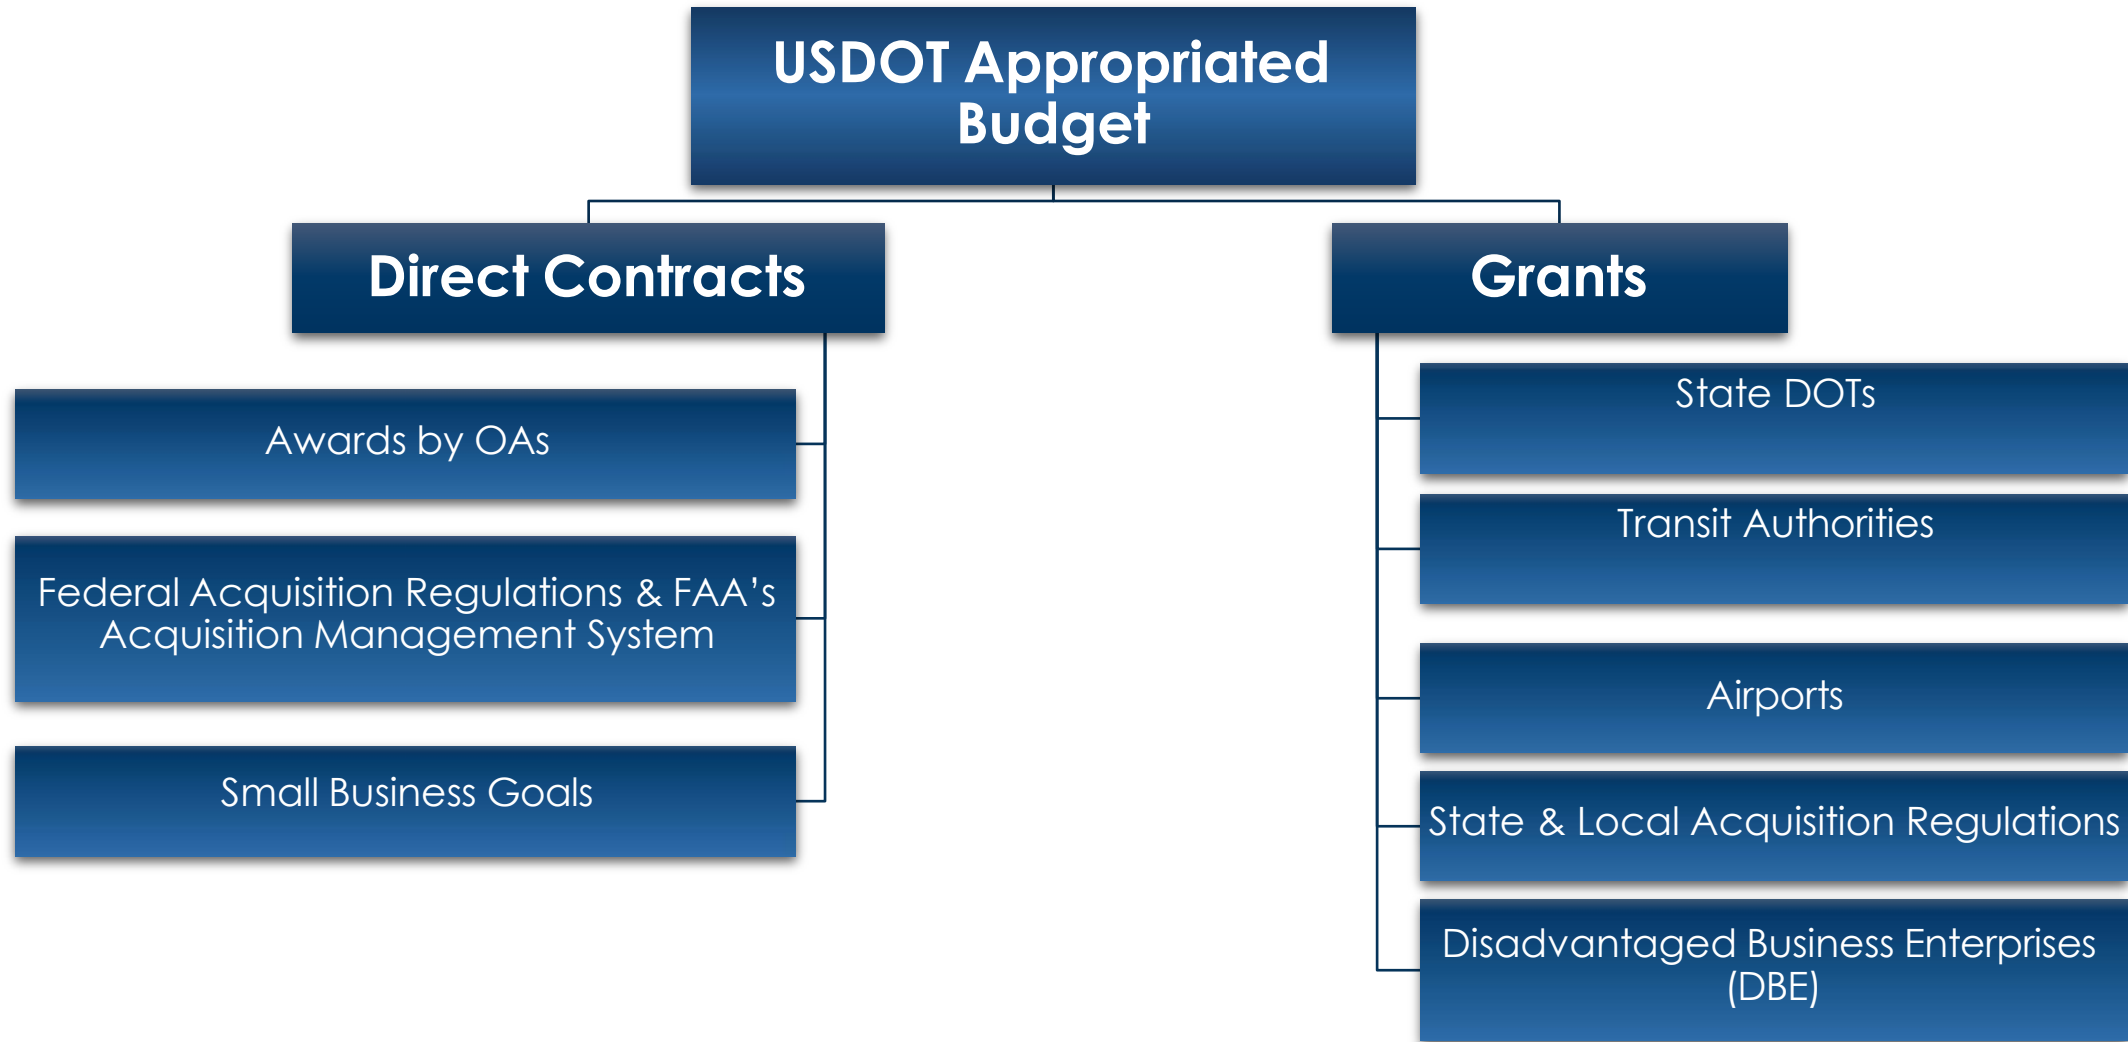 USDOT Appropriated
Budget
Direct Contracts
Awards by OAs
Federal Acquisition Regulations & FAA’s
Acquisition Management System
Small Business Goals
Grants
State DOTs
Transit Authorities
Airports
State & Local Acquisition Regulations
Disadvantaged Business Enterprises
(DBE)